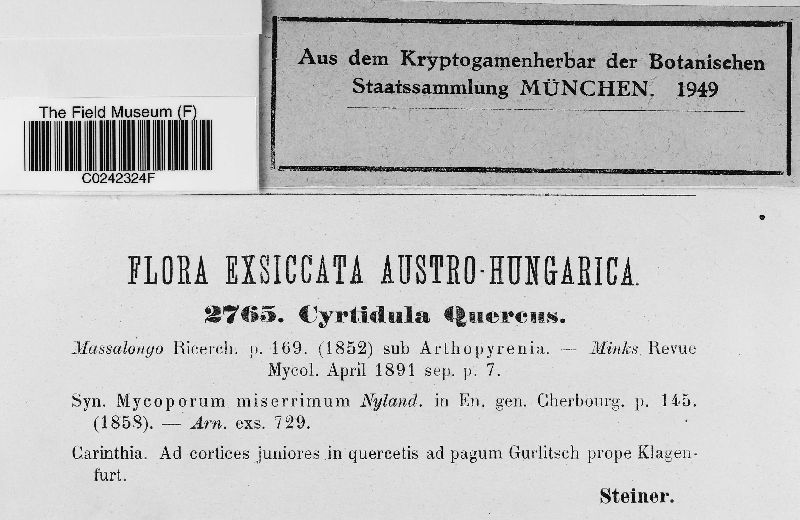 Aus dem Kryptogamenherbar der Botanischen
Staatssammlung MÜNCHEN. 1949
The Field Museum (F)
C0242324F
FLORA EXSICCATA AUSTRO-HUNGARICA.
2765. Cyrtidula Quercus.
Massalongo Ricerch. p. 169. (1852) sub Arthopyrenia. — Minks Revue
Mycol. April 1891 sep. p. 7.
Syn. Mycoporum miserrimum Nyland. in En. gen. Cherbourg. p. 145.
(1858). — Arn. exs. 729.
Carinthia. Ad cortices juniores in quercetis ad pagum Gurlitsch prope Klagen-
furt.
Steiner.